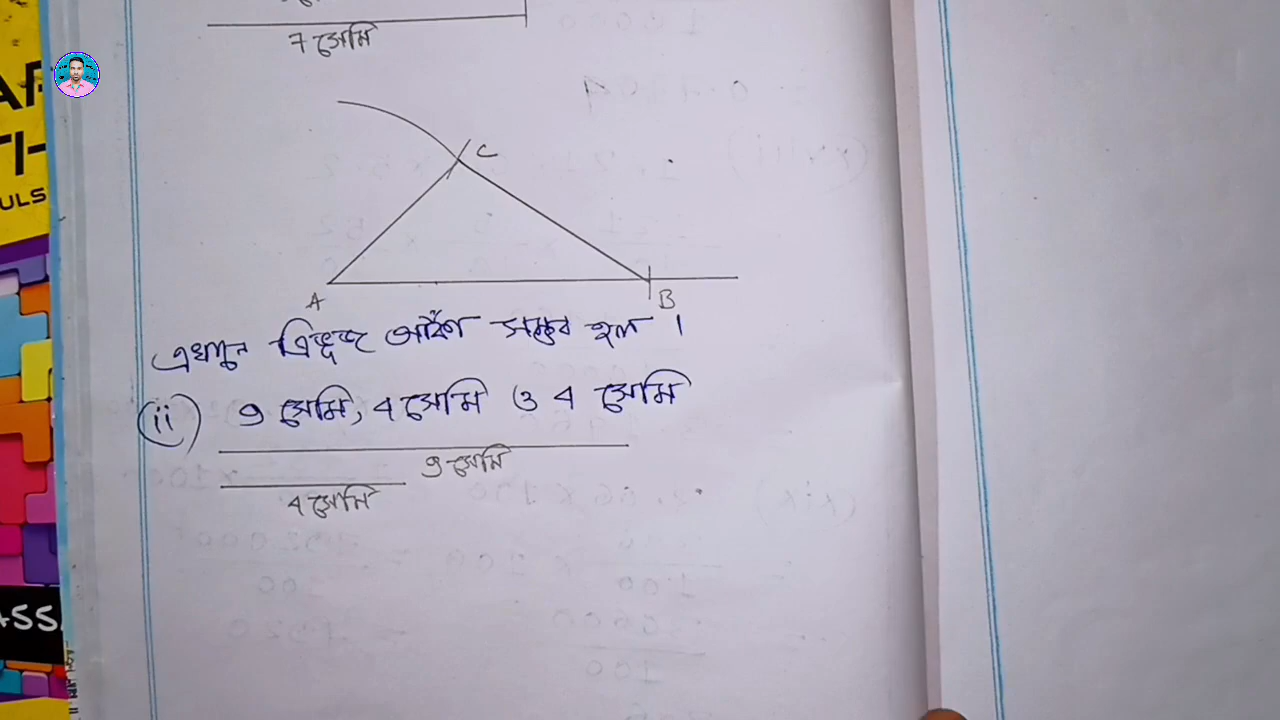 7 সেমি
C
A
B
এখানে ত্রিভুজ আঁকা সম্ভব হল ।
(ii) 9 সেমি, 4 সেমি ও 4 সেমি
9 সেমি
4 সেমি